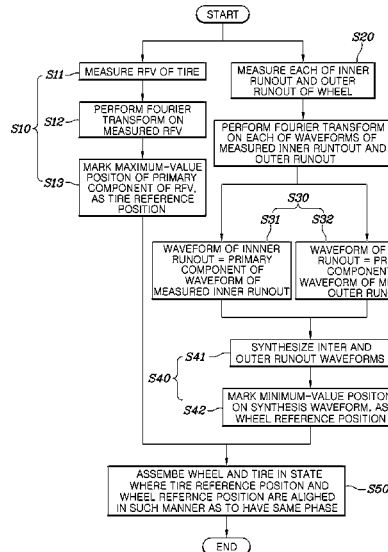 START
S20
S11
MEASURE RFV OF TIRE
MEASURE EACH OF INNER
RUNOUT AND OUTER
RUNOUT OF WHEEL
S10
S12
PERFORM FOURIER
TRANSFORM ON
MEASURED RFV
PERFORM FOURIER TRANSFORM
ON EACH OF WAVEFORMS OF
MEASURED INNER RUNTOUT AND
OUTER RUNOUT
S13
MARK MAXIMUM-VALUE
POSITON OF PRIMARY
COMPONENT OF RFV,
AS TIRE REFERENCE
POSITION
S30
S31
S32
WAVEFORM OF INNNER
RUNOUT = PRIMARY
COMPONENT OF
WAVEFORM OF
MEASURED INNER RUNOUT
WAVEFORM OF
RUNOUT =
WAVEFORM OF
OUTER
S41
SYNTHESIZE INTER AND
OUTER RUNOUT WAVEFORMS
S40
S42
MARK MINIMUM-VALUE POSITON
ON SYNTHESIS WAVEFORM, AS
WHEEL REFERENCE POSITION
ASSEMBE WHEEL AND TIRE IN STATE
WHERE TIRE REFERENCE POSITON AND
WHEEL REFERNCE POSITION ARE ALIGHED
IN SUCH MANNER AS TO HAVE SAME PHASE
S50
END